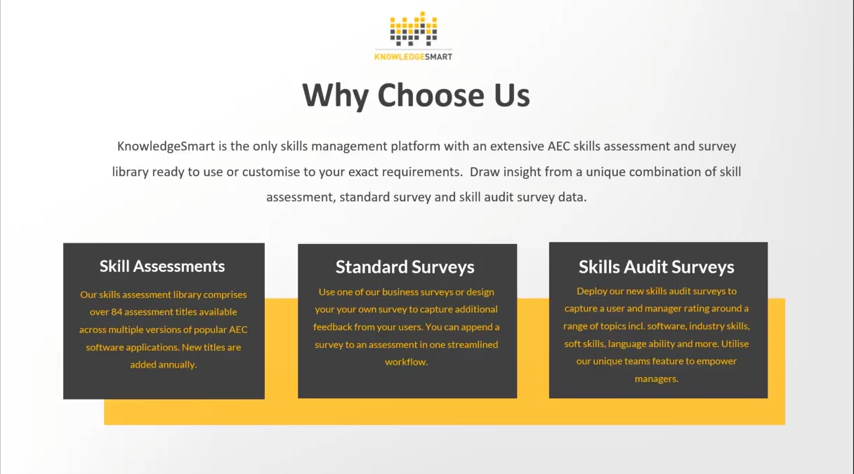 KNOWLEDGESMART
Why Choose Us
KnowledgeSmart is the only skills management platform with an extensive AEC skills assessment and survey
library ready to use or customise to your exact requirements. Draw insight from a unique combination of skill
assessment, standard survey and skill audit survey data.
Skill Assessments
Our skills assessment library comprises
over 84 assessment titles available
across multiple versions of popular AEC
software applications. New titles are
added annually.
Standard Surveys
Use one of our business surveys or design
your your own survey to capture additional
feedback from your users. You can append a
survey to an assessment in one streamlined
workflow.
Skills Audit Surveys
Deploy our new skills audit surveys to
capture a user and manager rating around a
range of topics incl. software, industry skills,
soft skills, language ability and more. Utilise
our unique teams feature to empower
managers.